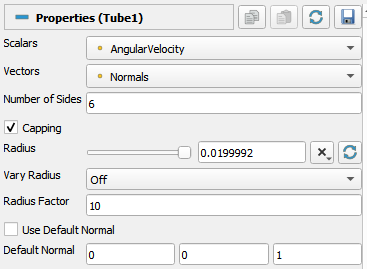 Properties (Tube1)
Scalars AngularVelocity
Vectors Normals
Number of Sides 6
Capping
Radius 0.0199992
Vary Radius Off
Radius Factor 10
Use Default Normal
Default Normal 0 0 1